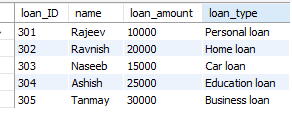 loan_ID name loan_amount loan_type
301 Rajeev 10000 Personal loan
302 Ravnish 20000 Home loan
303 Naseeb 15000 Car loan
304 Ashish 25000 Education loan
305 Tanmay 30000 Business loan